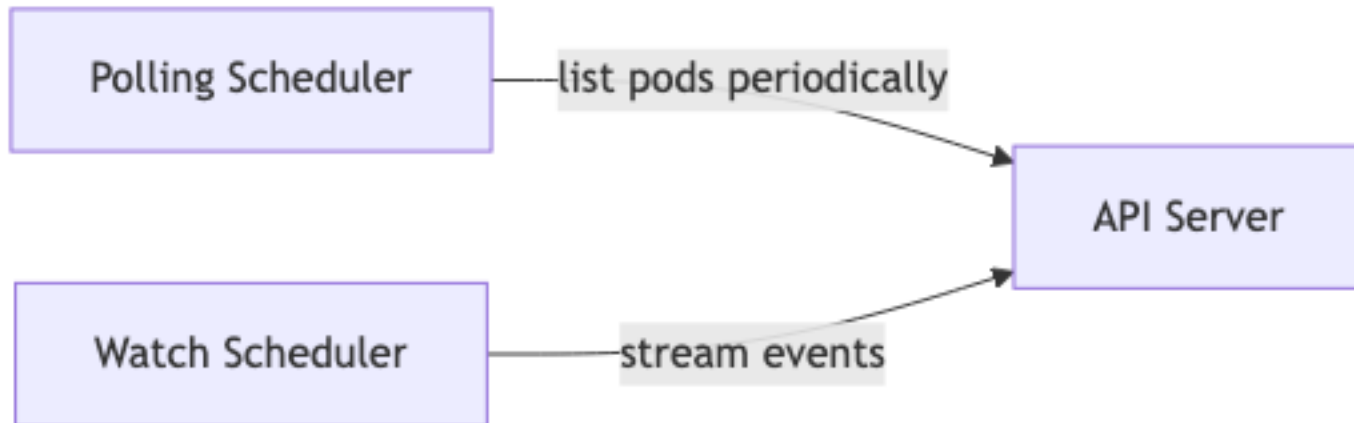 Polling Scheduler
list pods periodically
API Server
Watch Scheduler
stream events